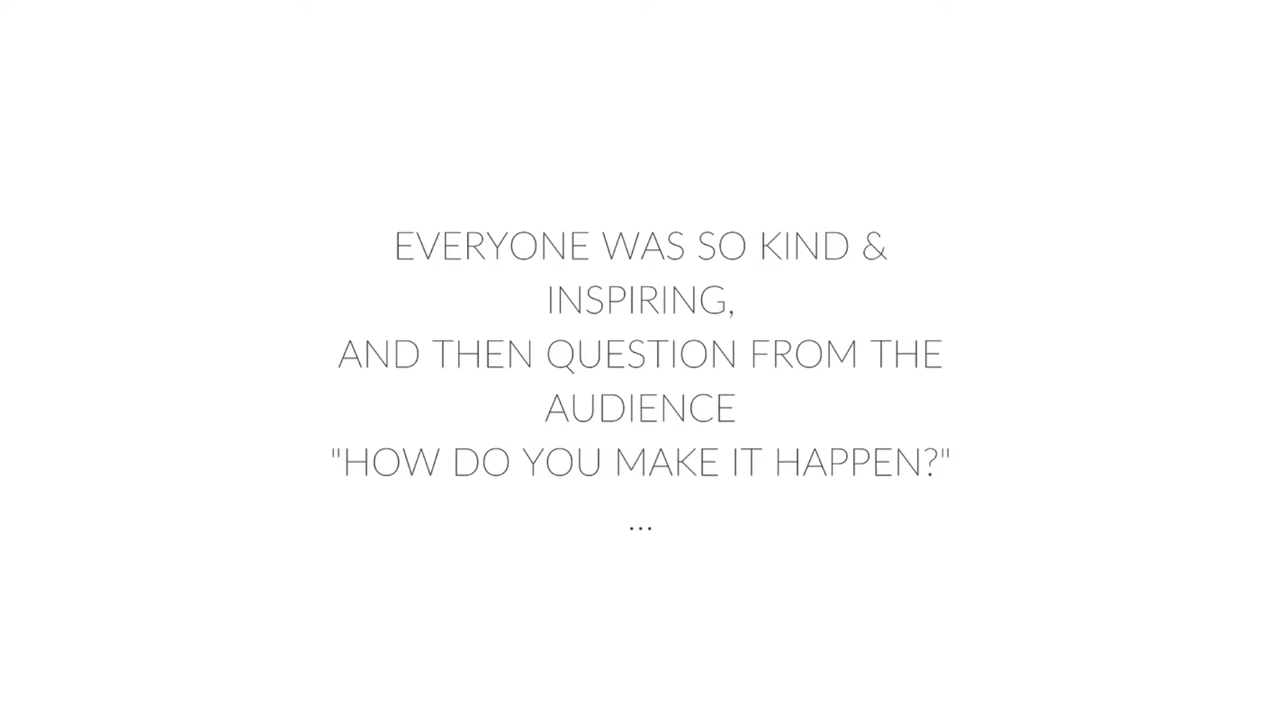 EVERYONE WAS SO KIND &
INSPIRING,
AND THEN QUESTION FROM THE
AUDIENCE
"HOW DO YOU MAKE IT HAPPEN?"
...